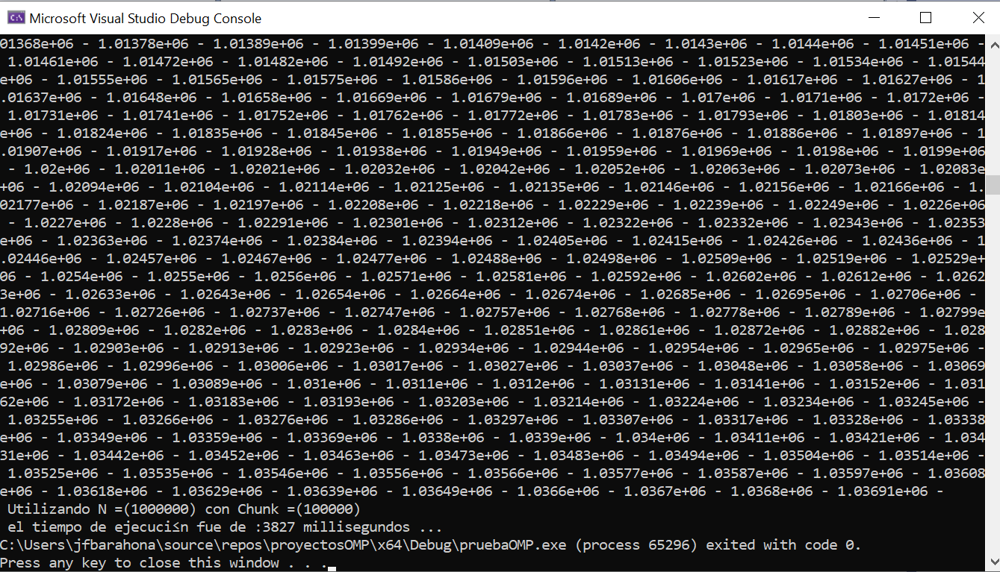 Microsoft Visual Studio Debug Console
01368e+06 - 1.01378e+06 - 1.01389e+06 - 1.01399e+06 - 1.01409e+06 - 1.0142e+06 - 1.0143e+06 - 1.0144e+06 - 1.01451e+06 -
1.01461e+06 - 1.01472e+06 - 1.01482e+06 - 1.01492e+06 - 1.01503e+06 - 1.01513e+06 - 1.01523e+06 - 1.01534e+06 - 1.01544
e+06 - 1.01555e+06 - 1.01565e+06 - 1.01575e+06 - 1.01586e+06 - 1.01596e+06 - 1.01606e+06 - 1.01617e+06 - 1.01627e+06 - 1
.01637e+06 - 1.01648e+06 - 1.01658e+06 - 1.01669e+06 - 1.01679e+06 - 1.01689e+06 - 1.017e+06 - 1.0171e+06 - 1.0172e+06 -
1.01731e+06 - 1.01741e+06 - 1.01752e+06 - 1.01762e+06 - 1.01772e+06 - 1.01783e+06 - 1.01793e+06 - 1.01803e+06 - 1.01814
e+06 - 1.01824e+06 - 1.01835e+06 - 1.01845e+06 - 1.01855e+06 - 1.01866e+06 - 1.01876e+06 - 1.01886e+06 - 1.01897e+06 - 1
.01907e+06 - 1.01917e+06 - 1.01928e+06 - 1.01938e+06 - 1.01949e+06 - 1.01959e+06 - 1.01969e+06 - 1.0198e+06 - 1.0199e+06
- 1.02e+06 - 1.02011e+06 - 1.02021e+06 - 1.02032e+06 - 1.02042e+06 - 1.02052e+06 - 1.02063e+06 - 1.02073e+06 - 1.02083e
+06 - 1.02094e+06 - 1.02104e+06 - 1.02114e+06 - 1.02125e+06 - 1.02135e+06 - 1.02146e+06 - 1.02156e+06 - 1.02166e+06 - 1.
02177e+06 - 1.02187e+06 - 1.02197e+06 - 1.02208e+06 - 1.02218e+06 - 1.02229e+06 - 1.02239e+06 - 1.02249e+06 - 1.0226e+06
- 1.0227e+06 - 1.0228e+06 - 1.02291e+06 - 1.02301e+06 - 1.02312e+06 - 1.02322e+06 - 1.02332e+06 - 1.02343e+06 - 1.02353
e+06 - 1.02363e+06 - 1.02374e+06 - 1.02384e+06 - 1.02394e+06 - 1.02405e+06 - 1.02415e+06 - 1.02426e+06 - 1.02436e+06 - 1
.02446e+06 - 1.02457e+06 - 1.02467e+06 - 1.02477e+06 - 1.02488e+06 - 1.02498e+06 - 1.02509e+06 - 1.02519e+06 - 1.02529e+
06 - 1.0254e+06 - 1.0255e+06 - 1.0256e+06 - 1.02571e+06 - 1.02581e+06 - 1.02592e+06 - 1.02602e+06 - 1.02612e+06 - 1.0262
3e+06 - 1.02633e+06 - 1.02643e+06 - 1.02654e+06 - 1.02664e+06 - 1.02674e+06 - 1.02685e+06 - 1.02695e+06 - 1.02706e+06 -
1.02716e+06 - 1.02726e+06 - 1.02737e+06 - 1.02747e+06 - 1.02757e+06 - 1.02768e+06 - 1.02778e+06 - 1.02789e+06 - 1.02799e
+06 - 1.02809e+06 - 1.0282e+06 - 1.0283e+06 - 1.0284e+06 - 1.02851e+06 - 1.02861e+06 - 1.02872e+06 - 1.02882e+06 - 1.028
92e+06 - 1.02903e+06 - 1.02913e+06 - 1.02923e+06 - 1.02934e+06 - 1.02944e+06 - 1.02954e+06 - 1.02965e+06 - 1.02975e+06 -
1.02986e+06 - 1.02996e+06 - 1.03006e+06 - 1.03017e+06 - 1.03027e+06 - 1.03037e+06 - 1.03048e+06 - 1.03058e+06 - 1.03069
e+06 - 1.03079e+06 - 1.03089e+06 - 1.031e+06 - 1.0311e+06 - 1.0312e+06 - 1.03131e+06 - 1.03141e+06 - 1.03152e+06 - 1.031
62e+06 - 1.03172e+06 - 1.03183e+06 - 1.03193e+06 - 1.03203e+06 - 1.03214e+06 - 1.03224e+06 - 1.03234e+06 - 1.03245e+06 -
1.03255e+06 - 1.03266e+06 - 1.03276e+06 - 1.03286e+06 - 1.03297e+06 - 1.03307e+06 - 1.03317e+06 - 1.03328e+06 - 1.03338
e+06 - 1.03349e+06 - 1.03359e+06 - 1.03369e+06 - 1.0338e+06 - 1.0339e+06 - 1.034e+06 - 1.03411e+06 - 1.03421e+06 - 1.034
31e+06 - 1.03442e+06 - 1.03452e+06 - 1.03463e+06 - 1.03473e+06 - 1.03483e+06 - 1.03494e+06 - 1.03504e+06 - 1.03514e+06 -
1.03525e+06 - 1.03535e+06 - 1.03546e+06 - 1.03556e+06 - 1.03566e+06 - 1.03577e+06 - 1.03587e+06 - 1.03597e+06 - 1.03608
e+06 - 1.03618e+06 - 1.03629e+06 - 1.03639e+06 - 1.03649e+06 - 1.0366e+06 - 1.0367e+06 - 1.0368e+06 - 1.03691e+06 -
Utilizando N =(1000000) con Chunk =(100000)
el tiempo de ejecuci≤n fue de :3827 millisegundos ...
C:\Users\jfbarahona\source\repos\proyectosOMP\x64\Debug\pruebaOMP.exe (process 65296) exited with code 0.
Press any key to close this window . . .